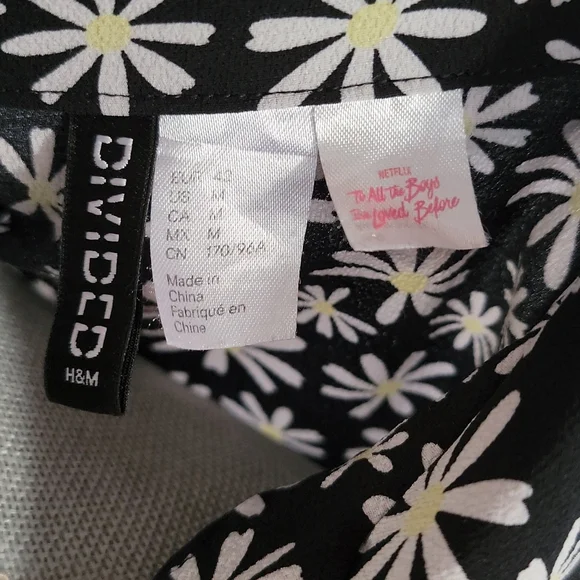 DIVIDED
H&M
EUR 42
US M
CA M
MX M
CN 170/96A
Made in
China
Fabriqué en
Chine
NETFLIX
To All the Boys
I've Loved Before